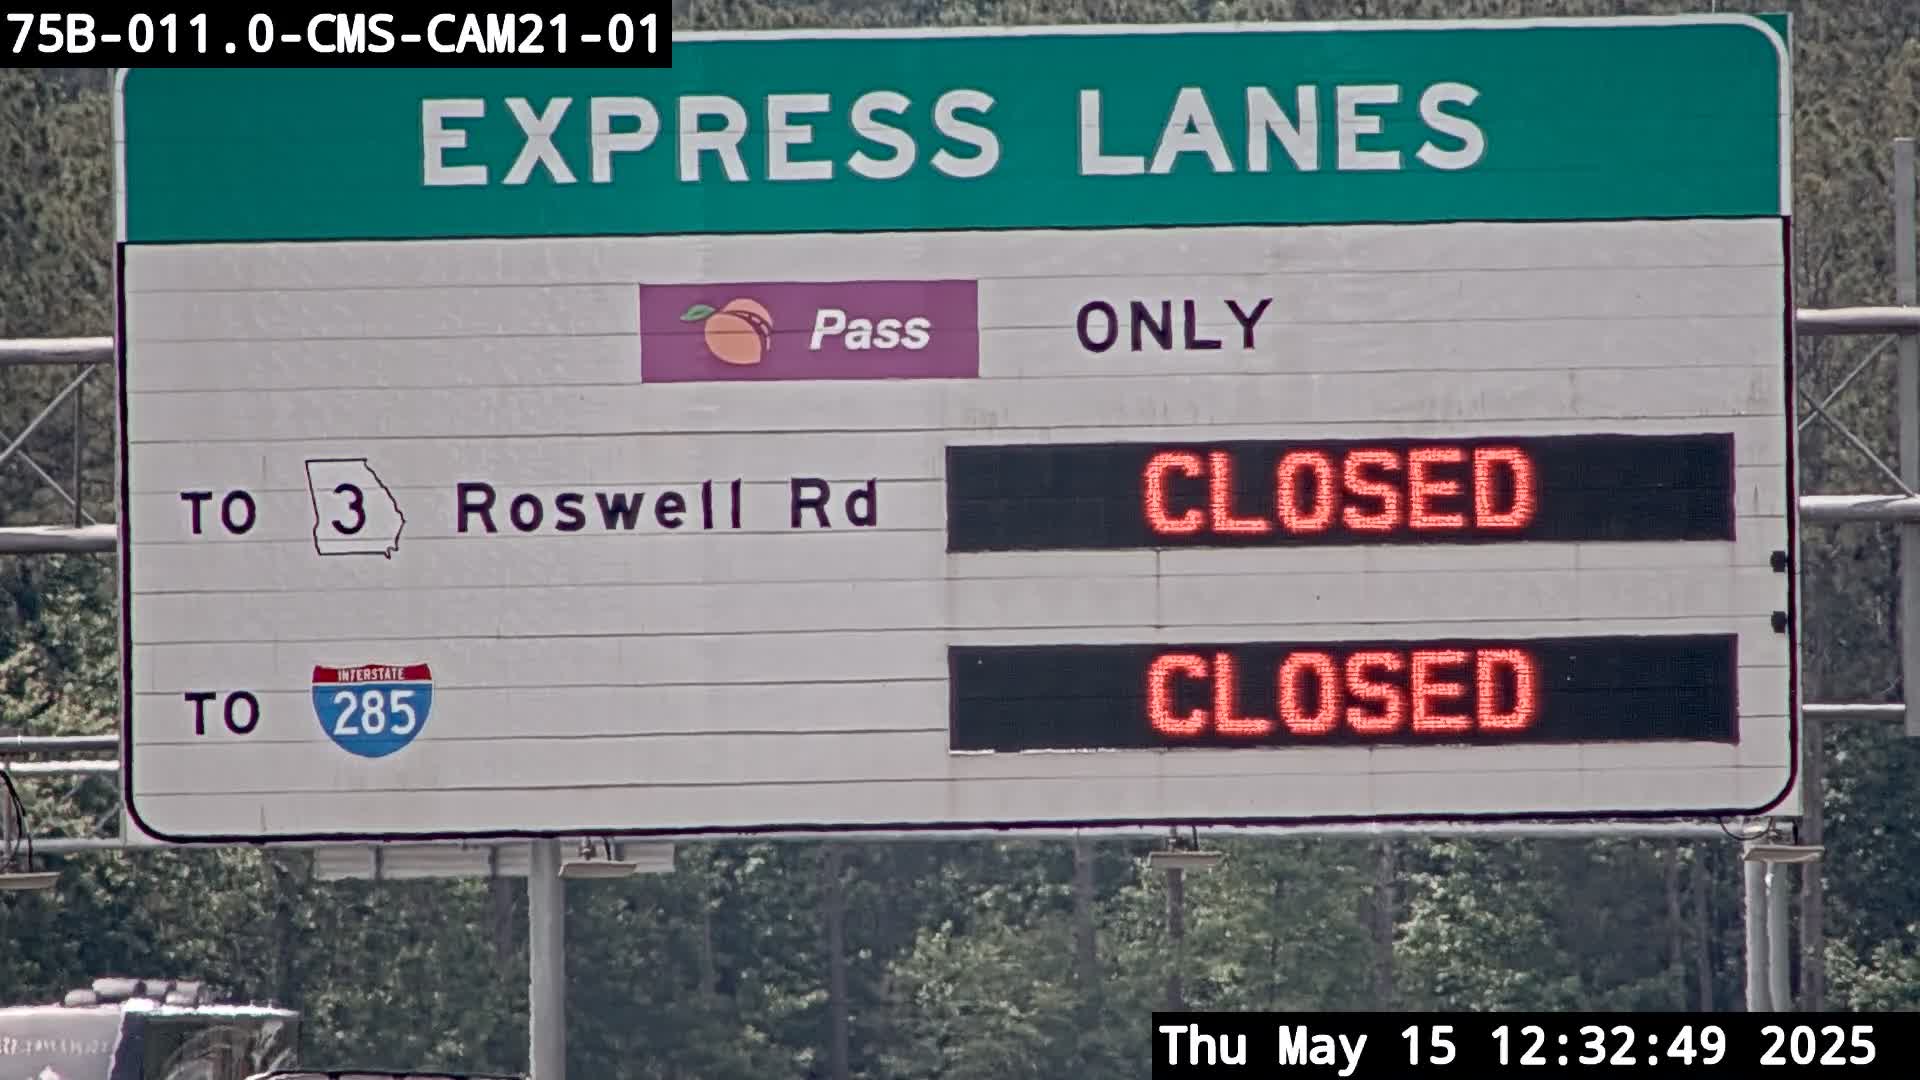 75B-011.0-CMS-CAM21-01
EXPRESS LANES
Pass ONLY
TO 3 Roswell Rd CLOSED
INTERSTATE
TO 285 CLOSED
Thu May 15 12:32:49 2025